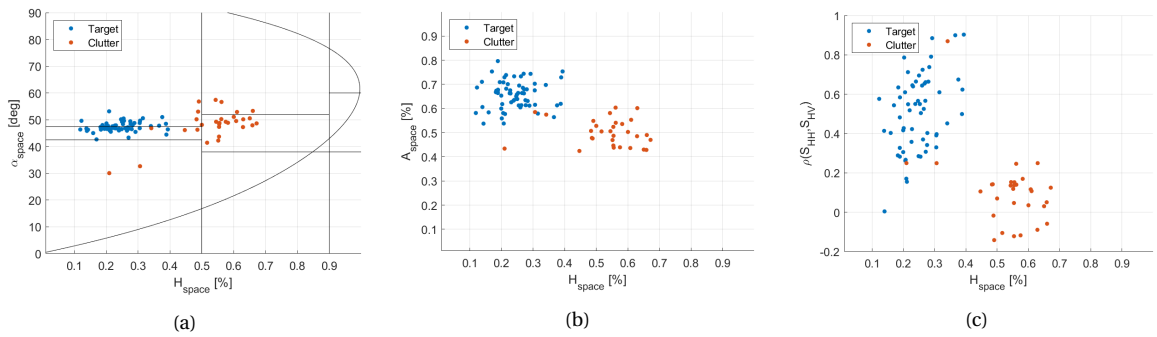 90
80
70
60
50
40
30
20
10
0
α_space [deg]
Target
Clutter
0.1 0.2 0.3 0.4 0.5 0.6 0.7 0.8 0.9
H_space [%]
(a)
0.9
0.8
0.7
0.6
0.5
0.4
0.3
0.2
0.1
A_space [%]
Target
Clutter
0.1 0.2 0.3 0.4 0.5 0.6 0.7 0.8 0.9
H_space [%]
(b)
1
0.8
0.6
0.4
0.2
0
-0.2
ρ(S_HH, S_HV)
Target
Clutter
0.1 0.2 0.3 0.4 0.5 0.6 0.7 0.8 0.9
H_space [%]
(c)